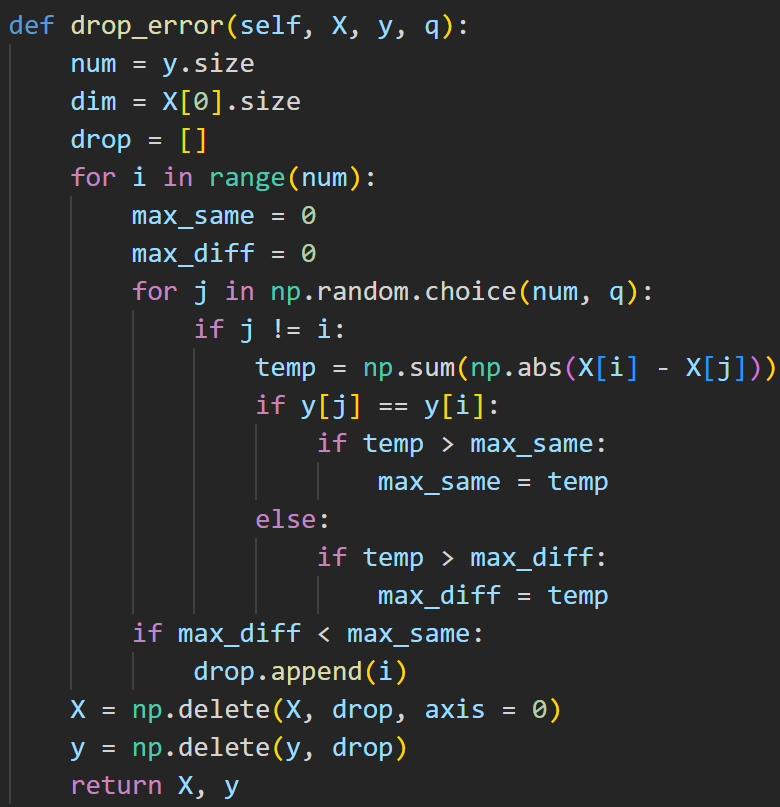 def drop_error(self, X, y, q):
    num = y.size
    dim = X[0].size
    drop = []
    for i in range(num):
        max_same = 0
        max_diff = 0
        for j in np.random.choice(num, q):
            if j != i:
                temp = np.sum(np.abs(X[i] - X[j]))
                if y[j] == y[i]:
                    if temp > max_same:
                        max_same = temp
                else:
                    if temp > max_diff:
                        max_diff = temp
        if max_diff < max_same:
            drop.append(i)
    X = np.delete(X, drop, axis = 0)
    y = np.delete(y, drop)
    return X, y